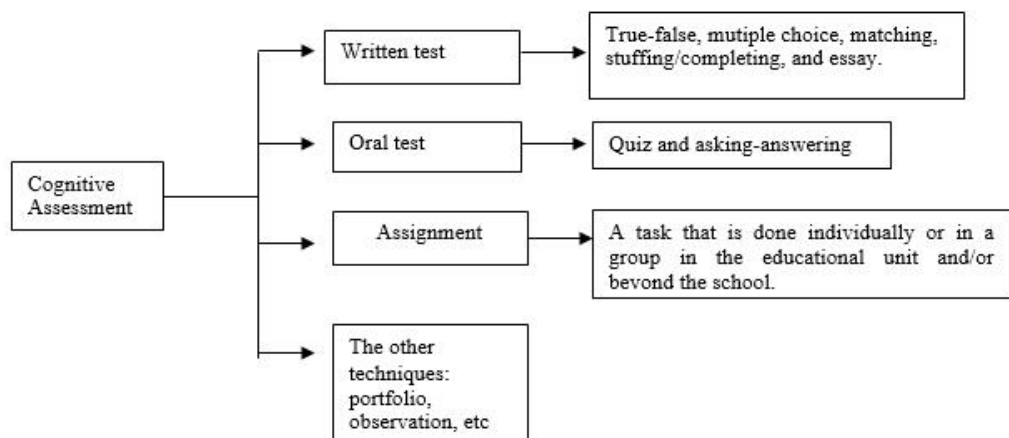 Cognitive
Assessment
Written test
True-false, mutiple choice, matching,
stuffing/completing, and essay.
Oral test
Quiz and asking-answering
Assignment
A task that is done individually or in a
group in the educational unit and/or
bevond the school.
The other
techniques:
portfolio,
observation, etc